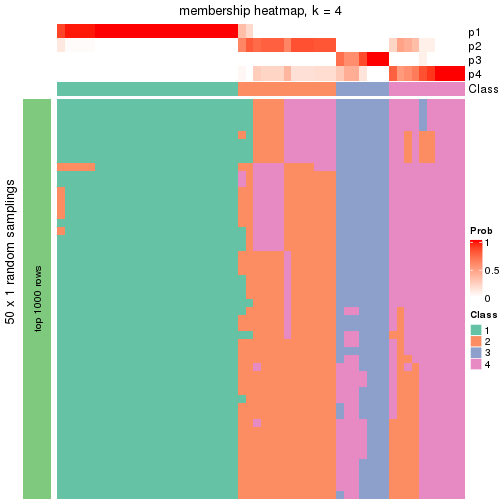 membership heatmap, k = 4
p1
p2
p3
p4
Class
50 x 1 random samplings
top 1000 rows
Prob
1
0.5
0
Class
1
2
3
4